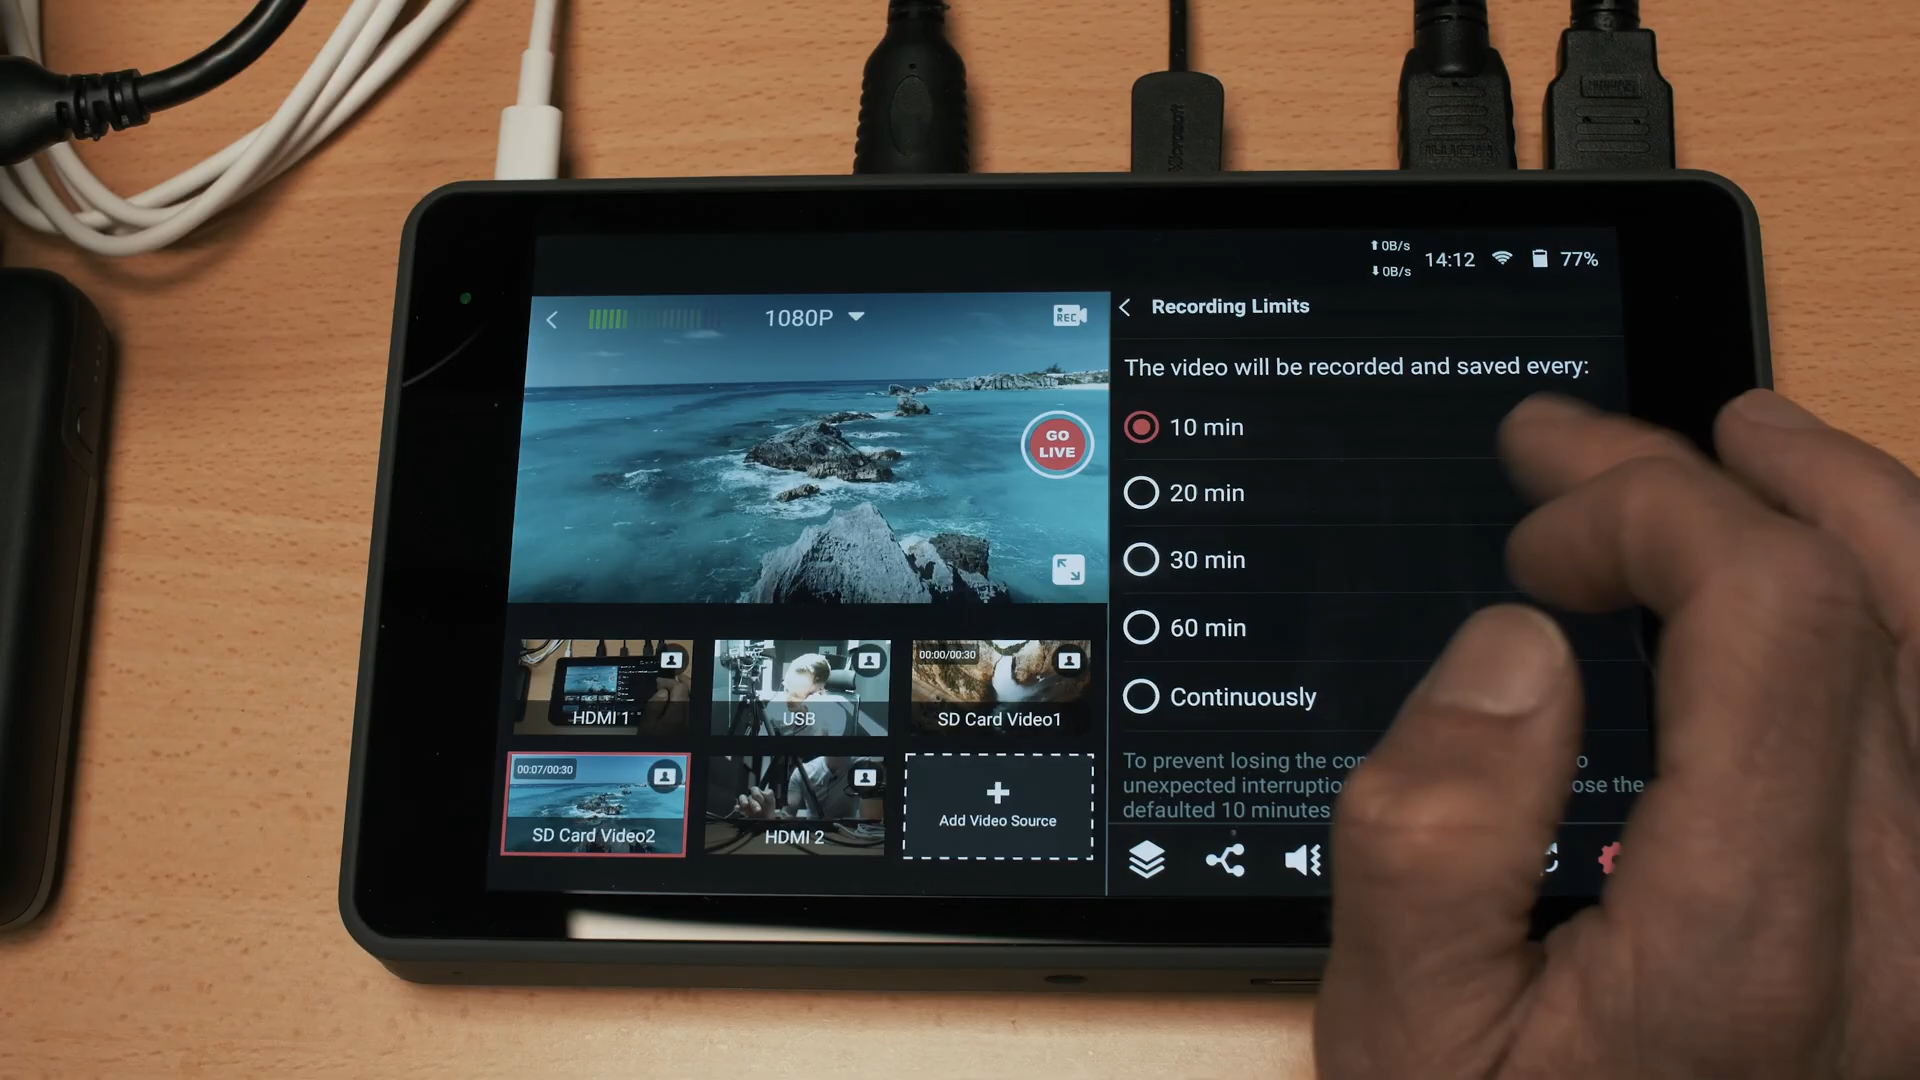 Microsoft
0B/s
0B/s
14:12
77%
1080P
REC
Recording Limits
The video will be recorded and saved every:
10 min
20 min
30 min
60 min
Continuously
To prevent losing the
unexpected
defaulted 10 minutes
the
GO
LIVE
HDMI 1
USB
00:00/00:30
SD Card Video1
00:07/00:30
SD Card Video2
HDMI 2
Add Video Source